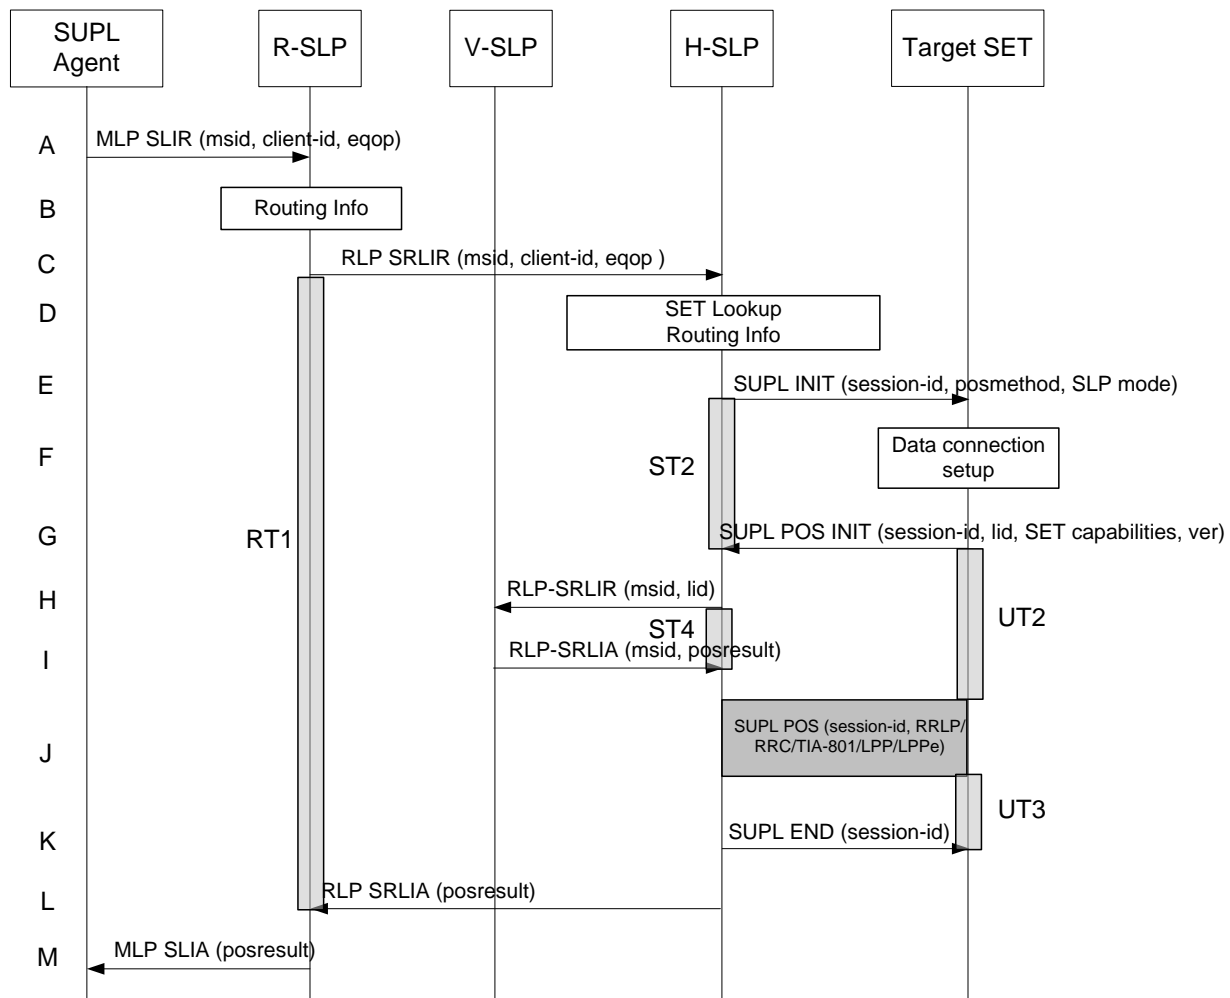 SUPL
Agent
R-SLP
V-SLP
H-SLP
Target SET
A
MLP SLIR (msid, client-id, eqop)
B
Routing Info
C
RLP SRLIR (msid, client-id, eqop )
D
SET Lookup
Routing Info
E
SUPL INIT (session-id, posmethod, SLP mode)
F
ST2
Data connection
setup
G
RT1
SUPL POS INIT (session-id, lid, SET capabilities, ver)
H
RLP-SRLIR (msid, lid)
ST4
UT2
I
RLP-SRLIA (msid, posresult)
J
SUPL POS (session-id, RRLP/
RRC/TIA-801/LPP/LPPe)
UT3
K
SUPL END (session-id)
L
RLP SRLIA (posresult)
M
MLP SLIA (posresult)